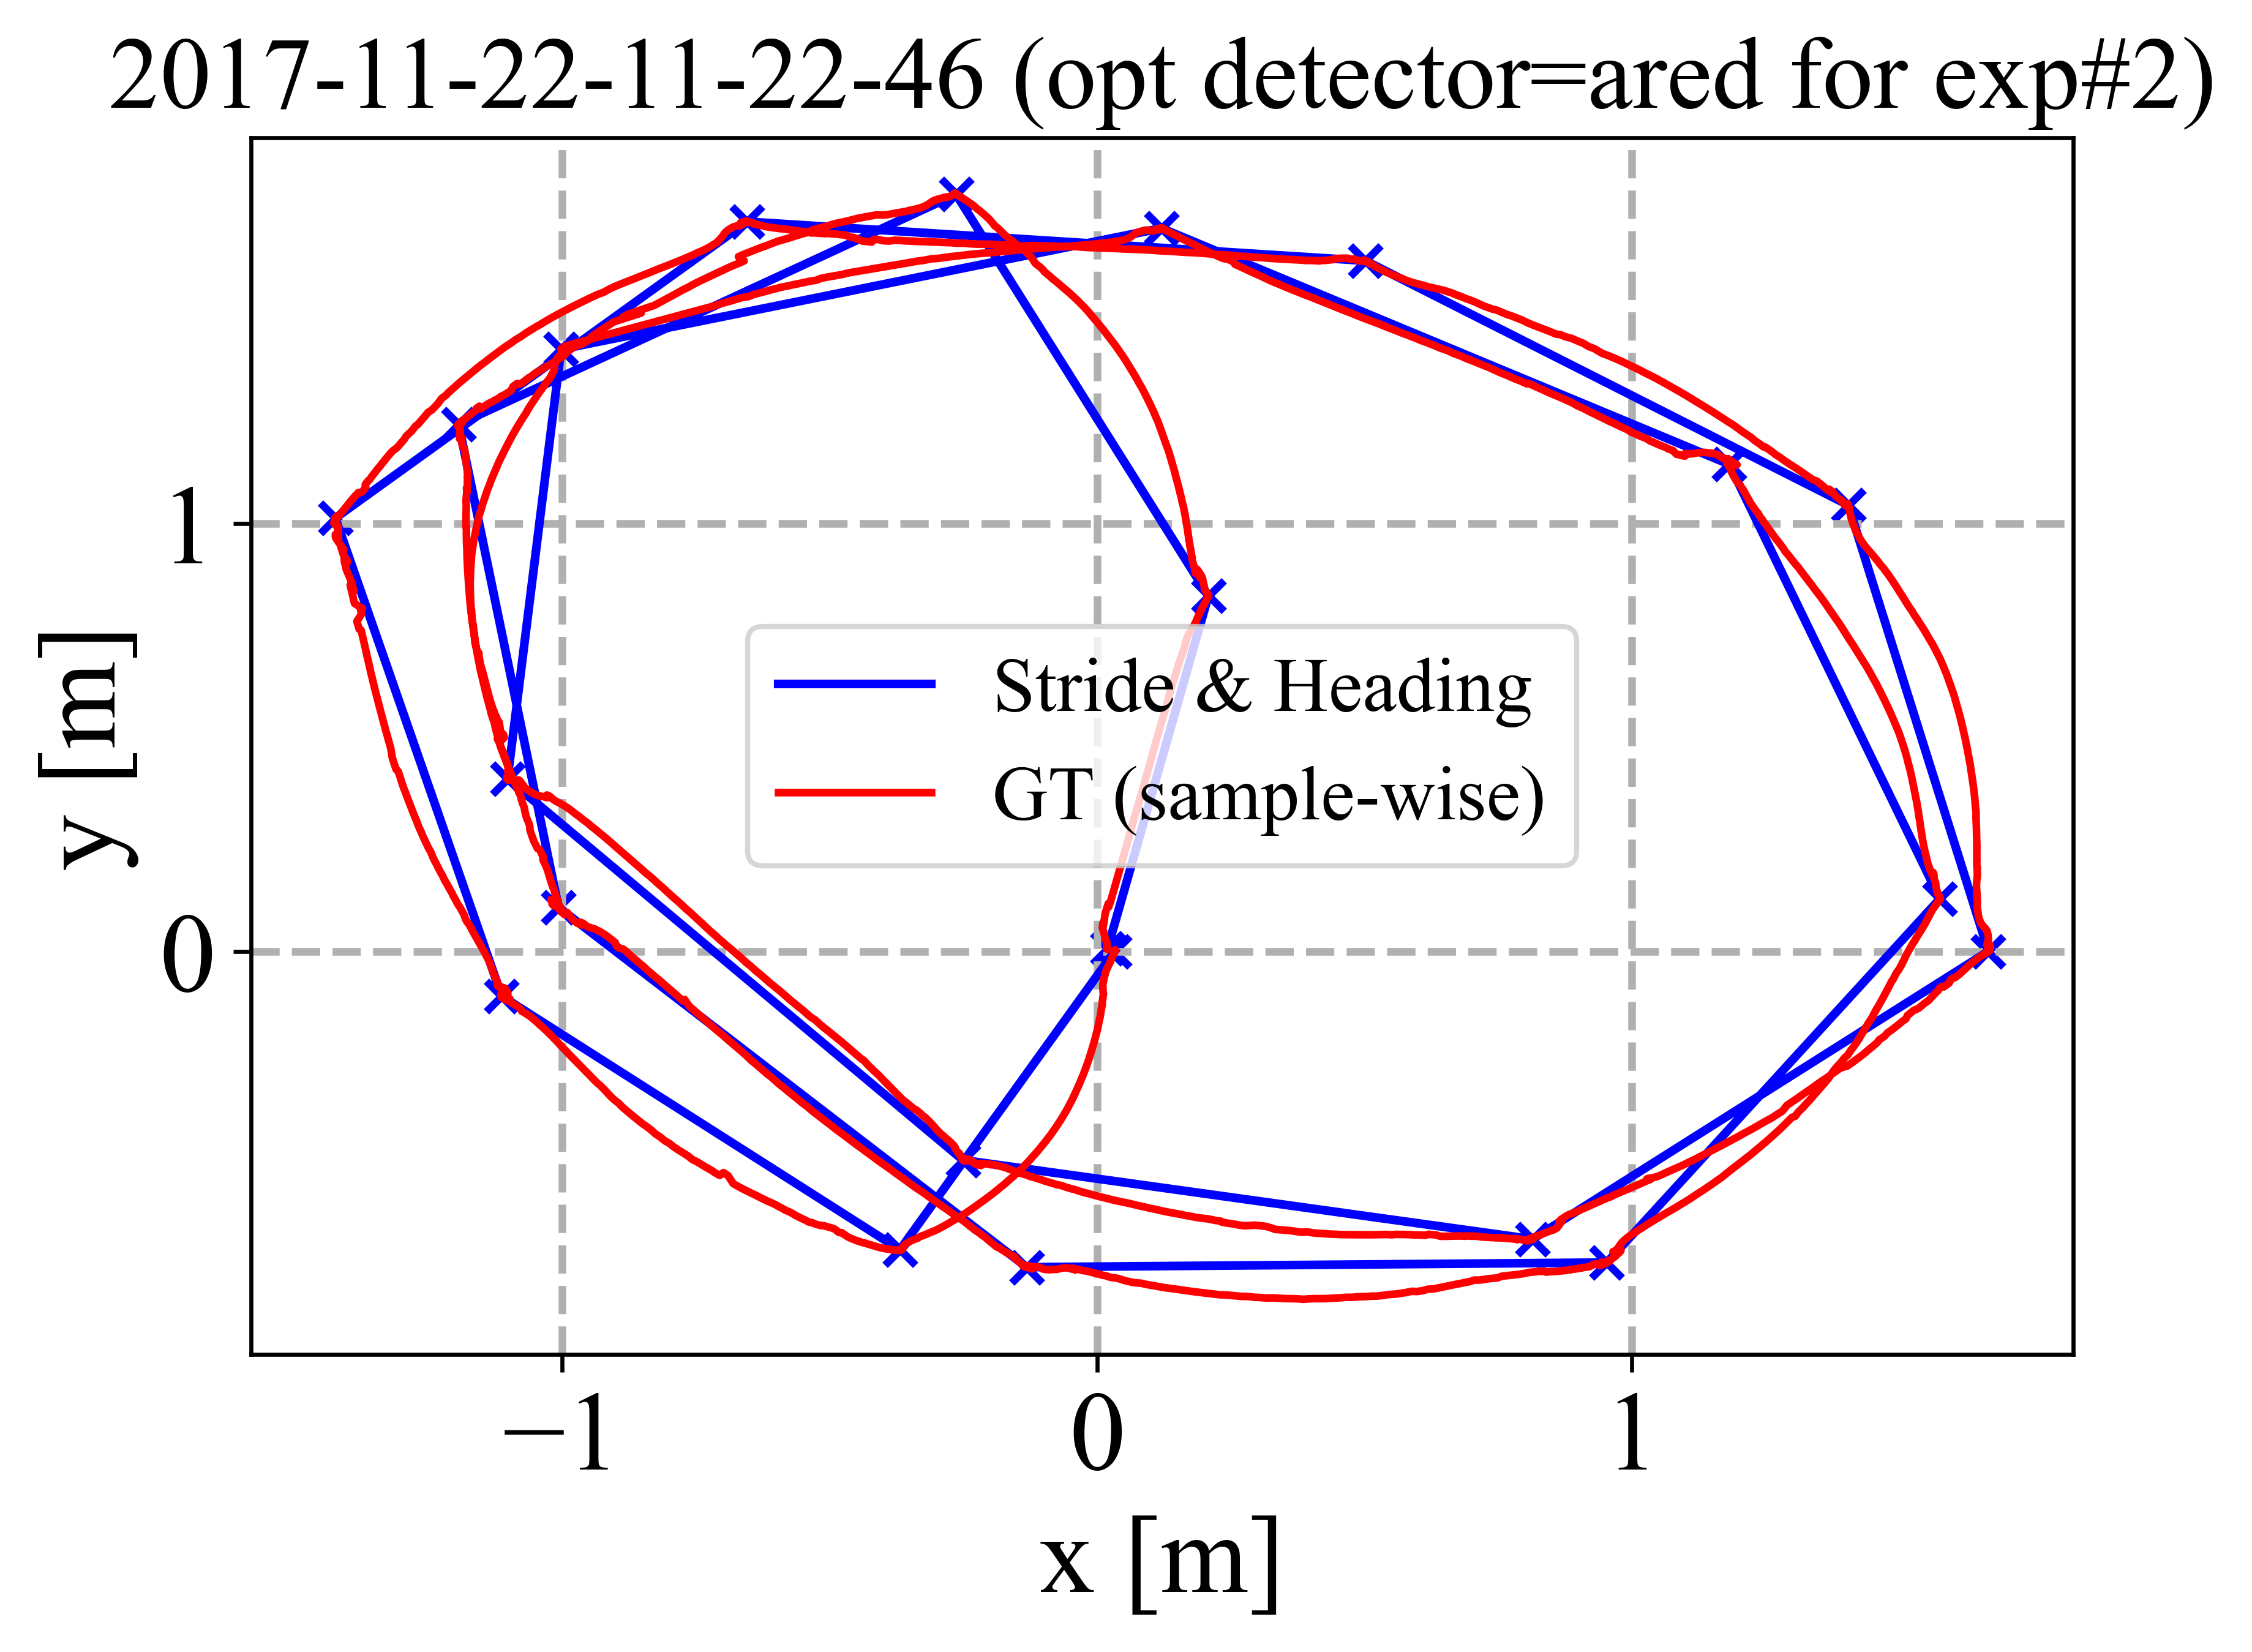 2017-11-22-11-22-46 (opt detector=ared for exp#2)
1
0
y [m]
Stride & Heading
GT (sample-wise)
−1 0 1
x [m]